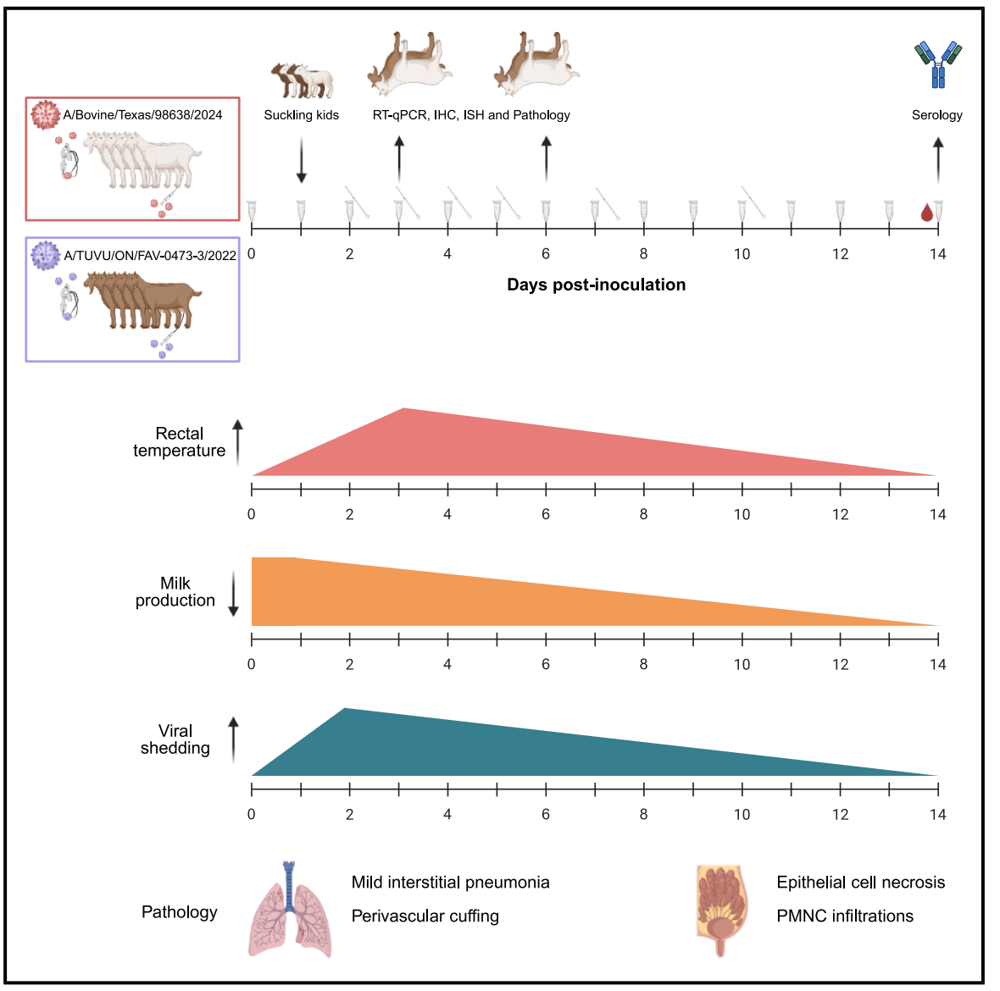 A/Bovine/Texas/98638/2024
A/TUVU/ON/FAV-0473-3/2022
Suckling kids
RT-qPCR, IHC, ISH and Pathology
Serology
0 2 4 6 8 10 12 14
Days post-inoculation
Rectal
temperature
0 2 4 6 8 10 12 14
Milk
production
0 2 4 6 8 10 12 14
Viral
shedding
0 2 4 6 8 10 12 14
Pathology
Mild interstitial pneumonia
Perivascular cuffing
Epithelial cell necrosis
PMNC infiltrations